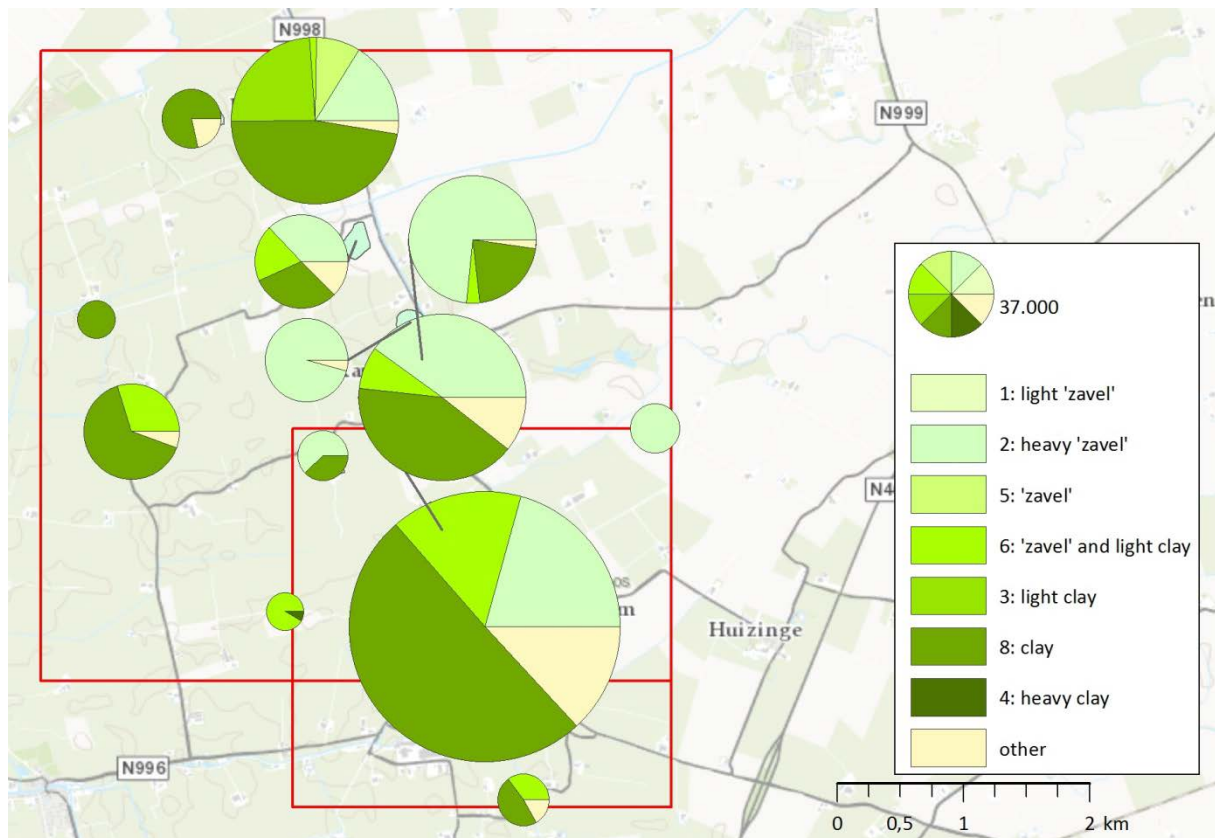 N998
N999
37.000
1: light 'zavel'
2: heavy 'zavel'
5: 'zavel'
6: 'zavel' and light clay
3: light clay
8: clay
4: heavy clay
other
Huizinge
N996
0 0,5 1 2 km